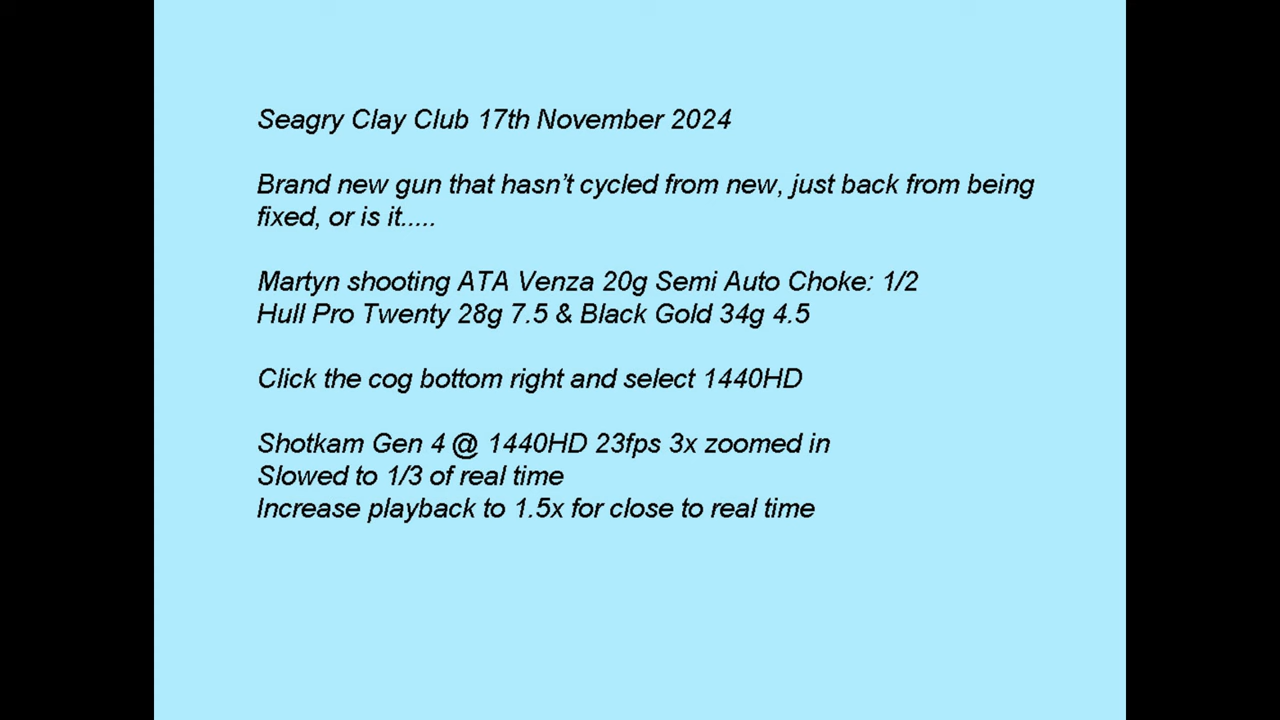 Seagry Clay Club 17th November 2024
Brand new gun that hasn’t cycled from new, just back from being
fixed, or is it.....
Martyn shooting ATA Venza 20g Semi Auto Choke: 1/2
Hull Pro Twenty 28g 7.5 & Black Gold 34g 4.5
Click the cog bottom right and select 1440HD
Shotkam Gen 4 @ 1440HD 23fps 3x zoomed in
Slowed to 1/3 of real time
Increase playback to 1.5x for close to real time